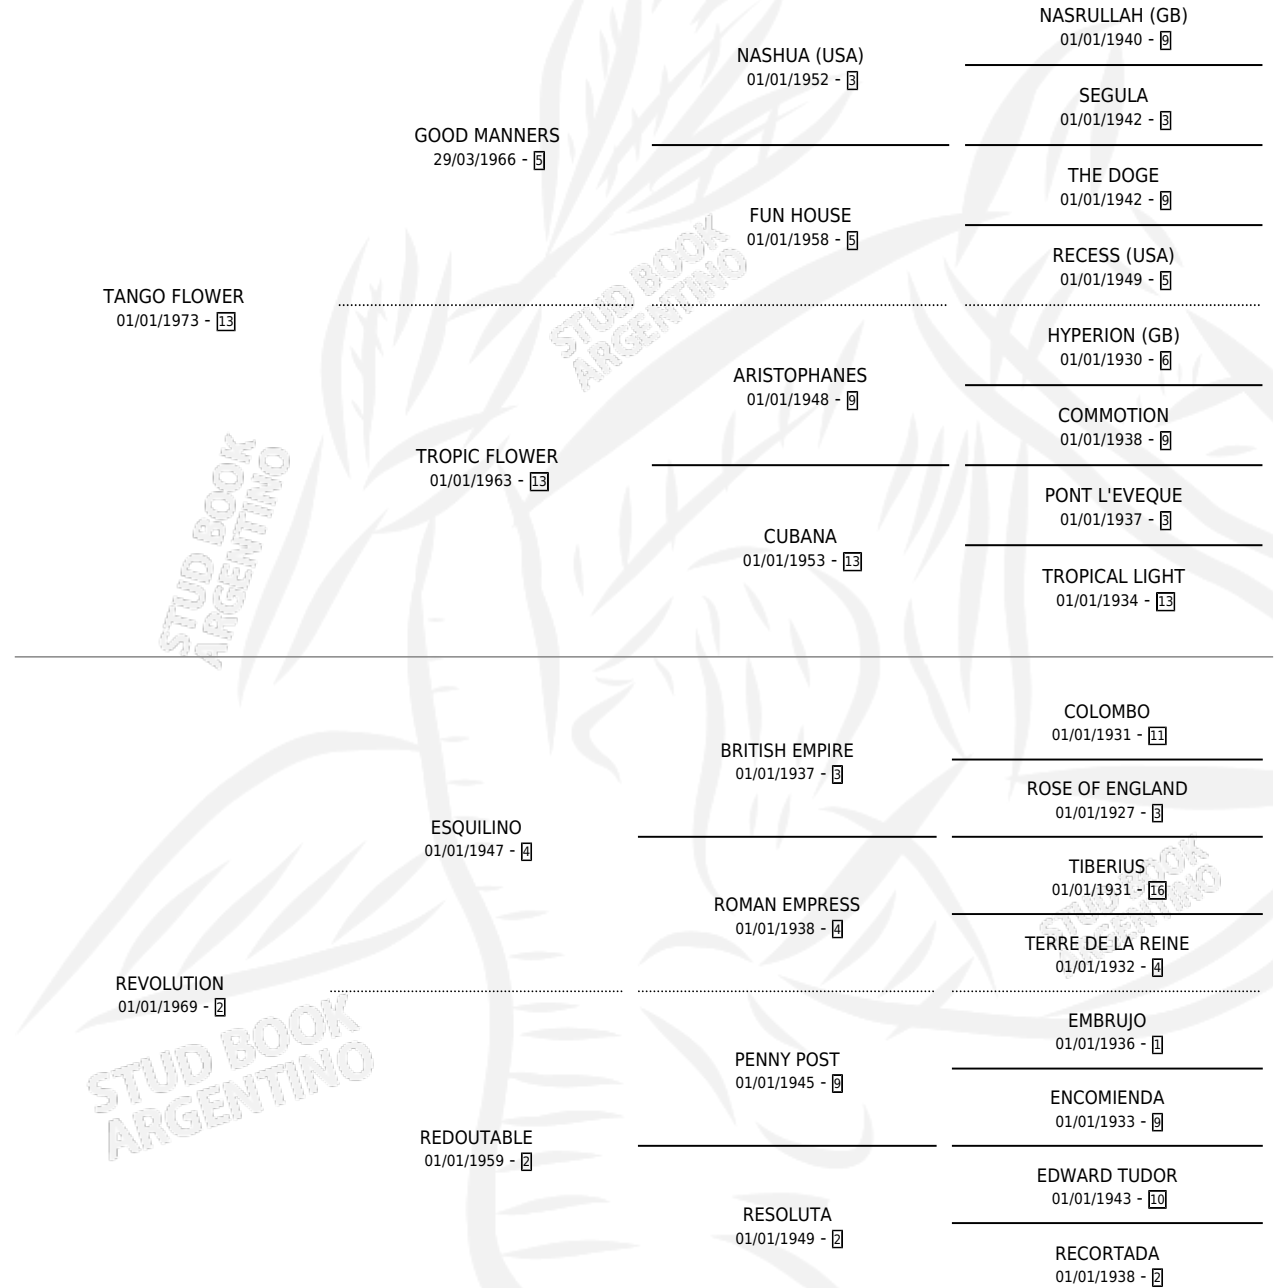 NASRULLAH (GB)
01/01/1940 - 9
NASHUA (USA)
01/01/1952 - 3
SEGULA
01/01/1942 - 3
GOOD MANNERS
29/03/1966 - 5
THE DOGE
01/01/1942 - 9
FUN HOUSE
01/01/1958 - 5
RECESS (USA)
01/01/1949 - 5
TANGO FLOWER
01/01/1973 - 13
HYPERION (GB)
01/01/1930 - 6
ARISTOPHANES
01/01/1948 - 9
COMMOTION
01/01/1938 - 9
TROPIC FLOWER
01/01/1963 - 13
PONT L'EVEQUE
01/01/1937 - 3
CUBANA
01/01/1953 - 13
TROPICAL LIGHT
01/01/1934 - 13
COLOMBO
01/01/1931 - 11
BRITISH EMPIRE
01/01/1937 - 3
ROSE OF ENGLAND
01/01/1927 - 3
ESQUILINO
01/01/1947 - 4
TIBERIUS
01/01/1931 - 16
ROMAN EMPRESS
01/01/1938 - 4
TERRE DE LA REINE
01/01/1932 - 4
REVOLUTION
01/01/1969 - 2
EMBRUJO
01/01/1936 - 1
PENNY POST
01/01/1945 - 9
ENCOMIENDA
01/01/1933 - 9
REDOUTABLE
01/01/1959 - 2
EDWARD TUDOR
01/01/1943 - 10
RESOLUTA
01/01/1949 - 2
RECORTADA
01/01/1938 - 2
STUD BOOK
ARGENTINO
STUD BOOK
ARGENTINO
STUD BOOK
ARGENTINO
STUD BOOK
ARGENTINO